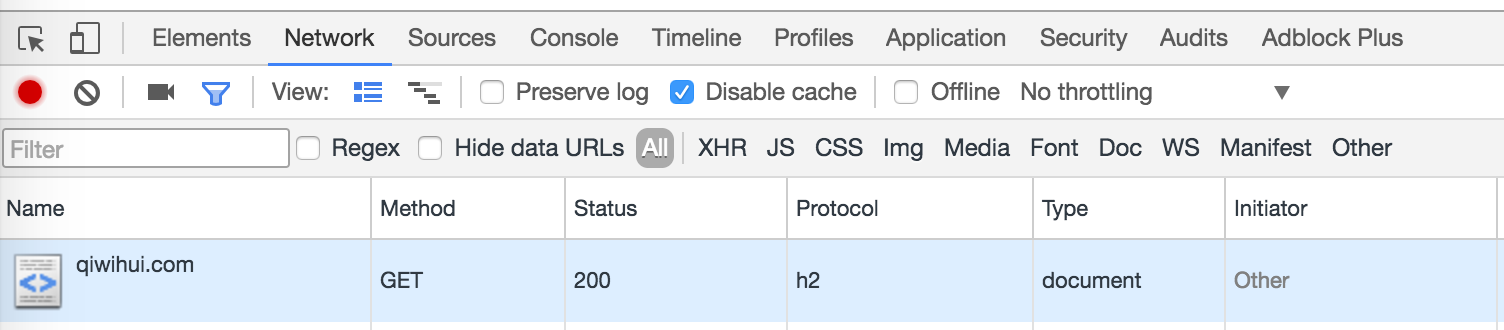 Elements Network Sources Console Timeline Profiles Application Security Audits Adblock Plus
View: Preserve log Disable cache Offline No throttling
Filter Regex Hide data URLs All XHR JS CSS Img Media Font Doc WS Manifest Other
Name Method Status Protocol Type Initiator
qiwihui.com GET 200 h2 document Other